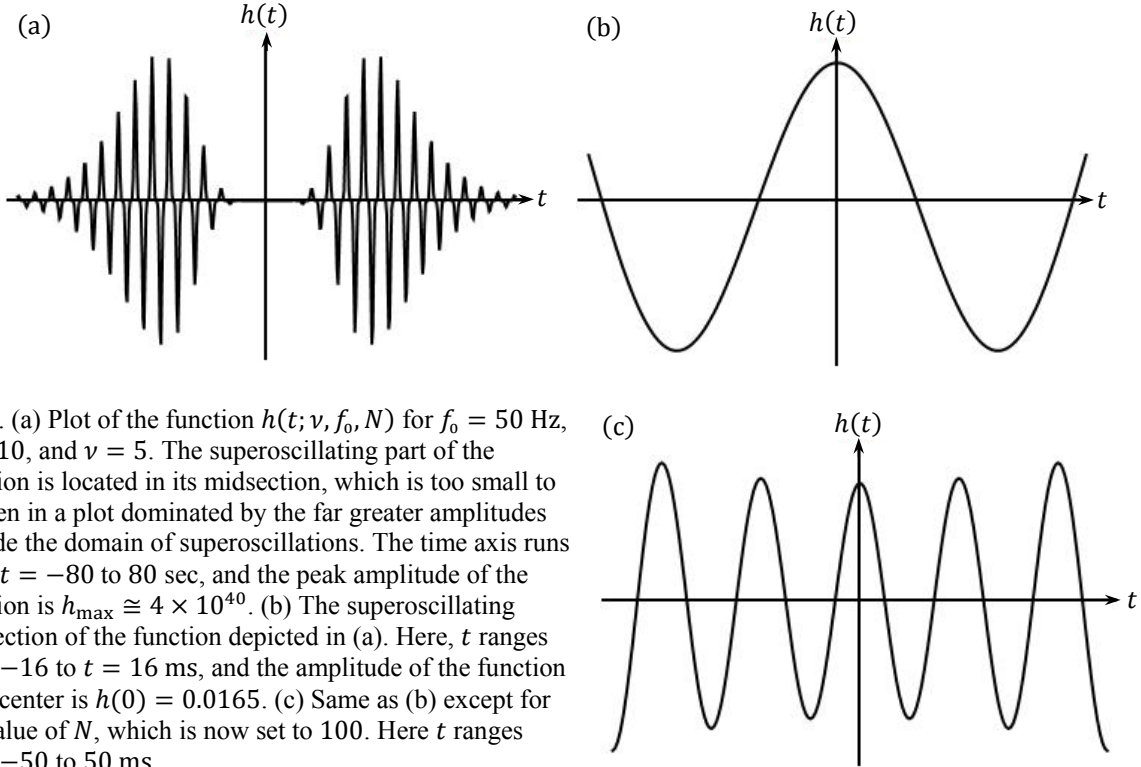 (a)
h(t)
t
(b)
h(t)
t
. (a) Plot of the function h(t; ν, f₀, N) for f₀ = 50 Hz,
10, and ν = 5. The superoscillating part of the
ion is located in its midsection, which is too small to
en in a plot dominated by the far greater amplitudes
de the domain of superoscillations. The time axis runs
t = −80 to 80 sec, and the peak amplitude of the
ion is hmax ≅ 4 × 10⁴⁰. (b) The superoscillating
ection of the function depicted in (a). Here, t ranges
−16 to t = 16 ms, and the amplitude of the function
center is h(0) = 0.0165. (c) Same as (b) except for
alue of N, which is now set to 100. Here t ranges
−50 to 50 ms.
(c)
h(t)
t